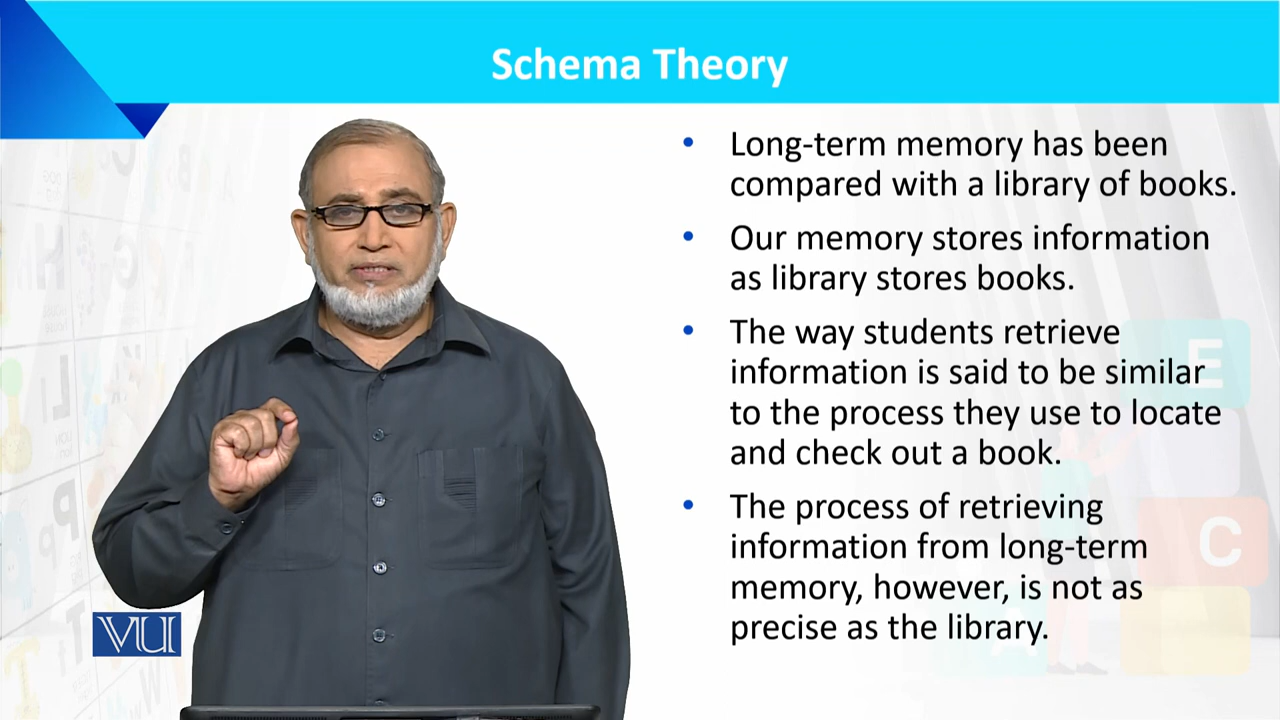 Schema Theory
• Long-term memory has been
compared with a library of books.
• Our memory stores information
as library stores books.
• The way students retrieve
information is said to be similar
to the process they use to locate
and check out a book.
• The process of retrieving
information from long-term
memory, however, is not as
precise as the library.
VU
E
C
A